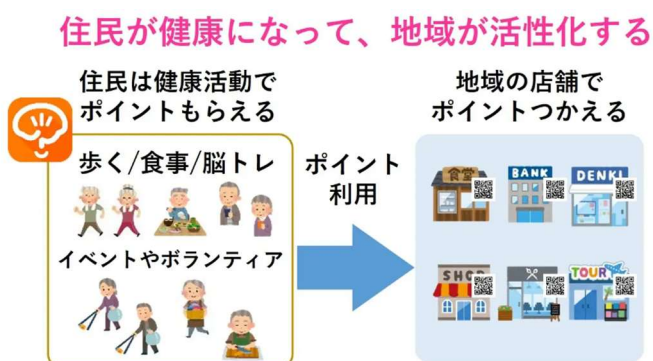 住民が健康になって、地域が活性化する
住民は健康活動で
ポイントもらえる
歩く/食事/脳トレ
イベントやボランティア
ポイント
利用
地域の店舗で
ポイントつかえる
食堂
BANK
DENKI
SHOP
TOUR